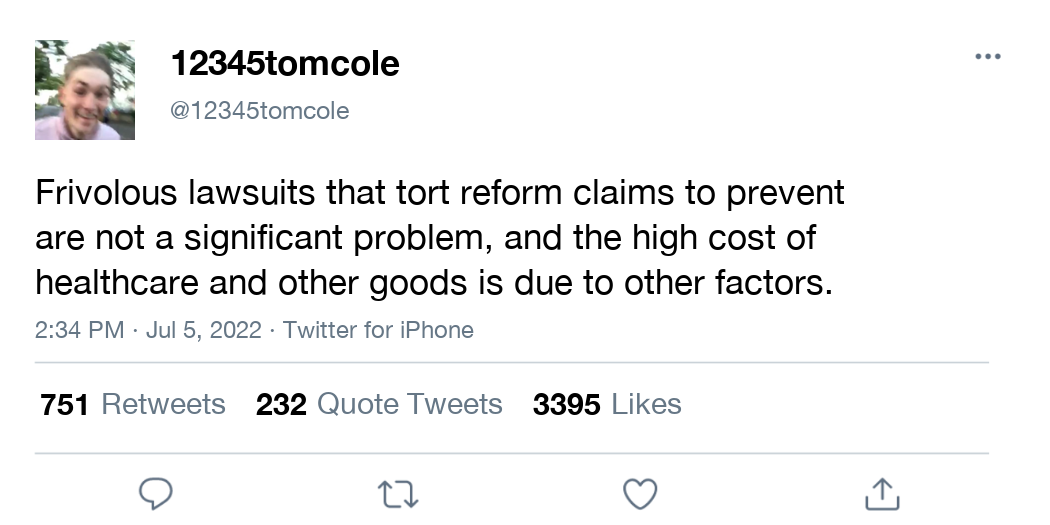 12345tomcole
@12345tomcole
Frivolous lawsuits that tort reform claims to prevent
are not a significant problem, and the high cost of
healthcare and other goods is due to other factors.
2:34 PM · Jul 5, 2022 · Twitter for iPhone
751 Retweets 232 Quote Tweets 3395 Likes